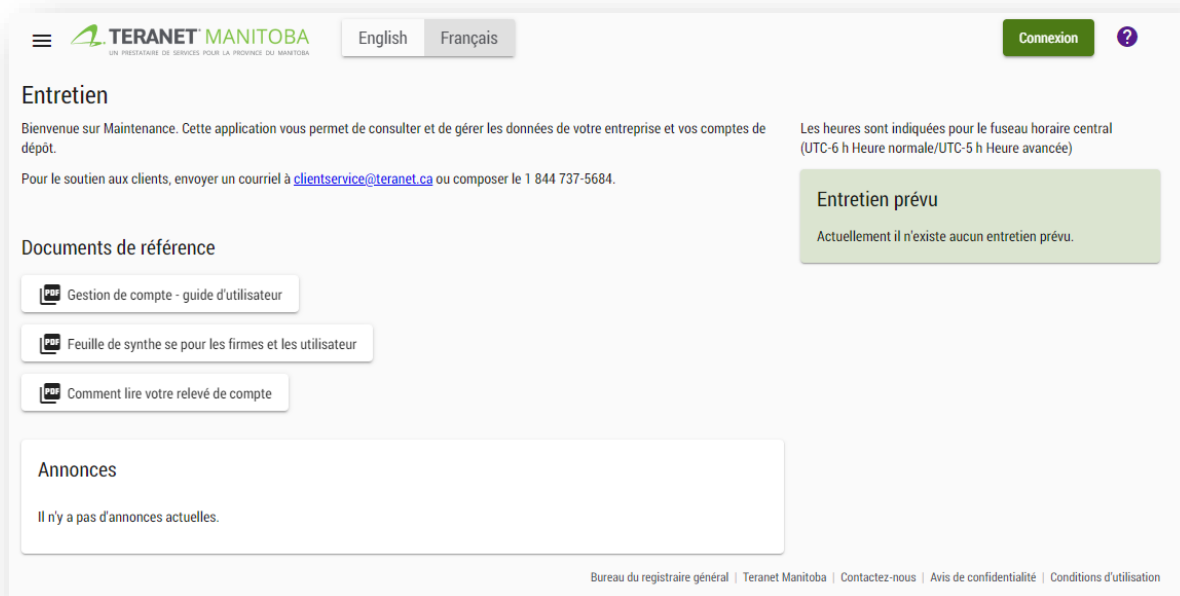 TERANET MANITOBA
UN PRESTATAIRE DE SERVICES POUR LA PROVINCE DU MANITOBA
English
Français
Connexion
?
Entretien
Bienvenue sur Maintenance. Cette application vous permet de consulter et de gérer les données de votre entreprise et vos comptes de
dépôt.
Pour le soutien aux clients, envoyer un courriel à clientservice@teranet.ca ou composer le 1 844 737-5684.
Les heures sont indiquées pour le fuseau horaire central
(UTC-6 h Heure normale/UTC-5 h Heure avancée)
Entretien prévu
Actuellement il n'existe aucun entretien prévu.
Documents de référence
PDF Gestion de compte - guide d'utilisateur
PDF Feuille de synthe se pour les firmes et les utilisateur
PDF Comment lire votre relevé de compte
Annonces
Il n'y a pas d'annonces actuelles.
Bureau du registraire général | Teranet Manitoba | Contactez-nous | Avis de confidentialité | Conditions d'utilisation